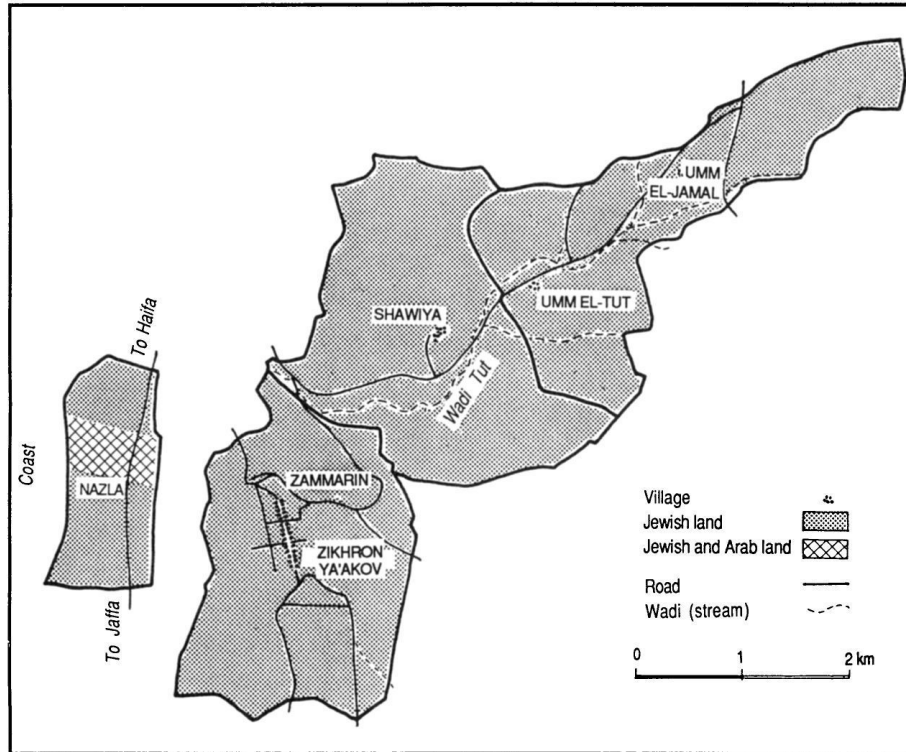 UMM
EL-JAMAL
UMM EL-TUT
SHAWIYA
Wadi Tut
To Haifa
Coast
NAZLA
To Jaffa
ZAMMARIN
ZIKHRON
YA'AKOV
Village
Jewish land
Jewish and Arab land
Road
Wadi (stream)
0 1 2 km